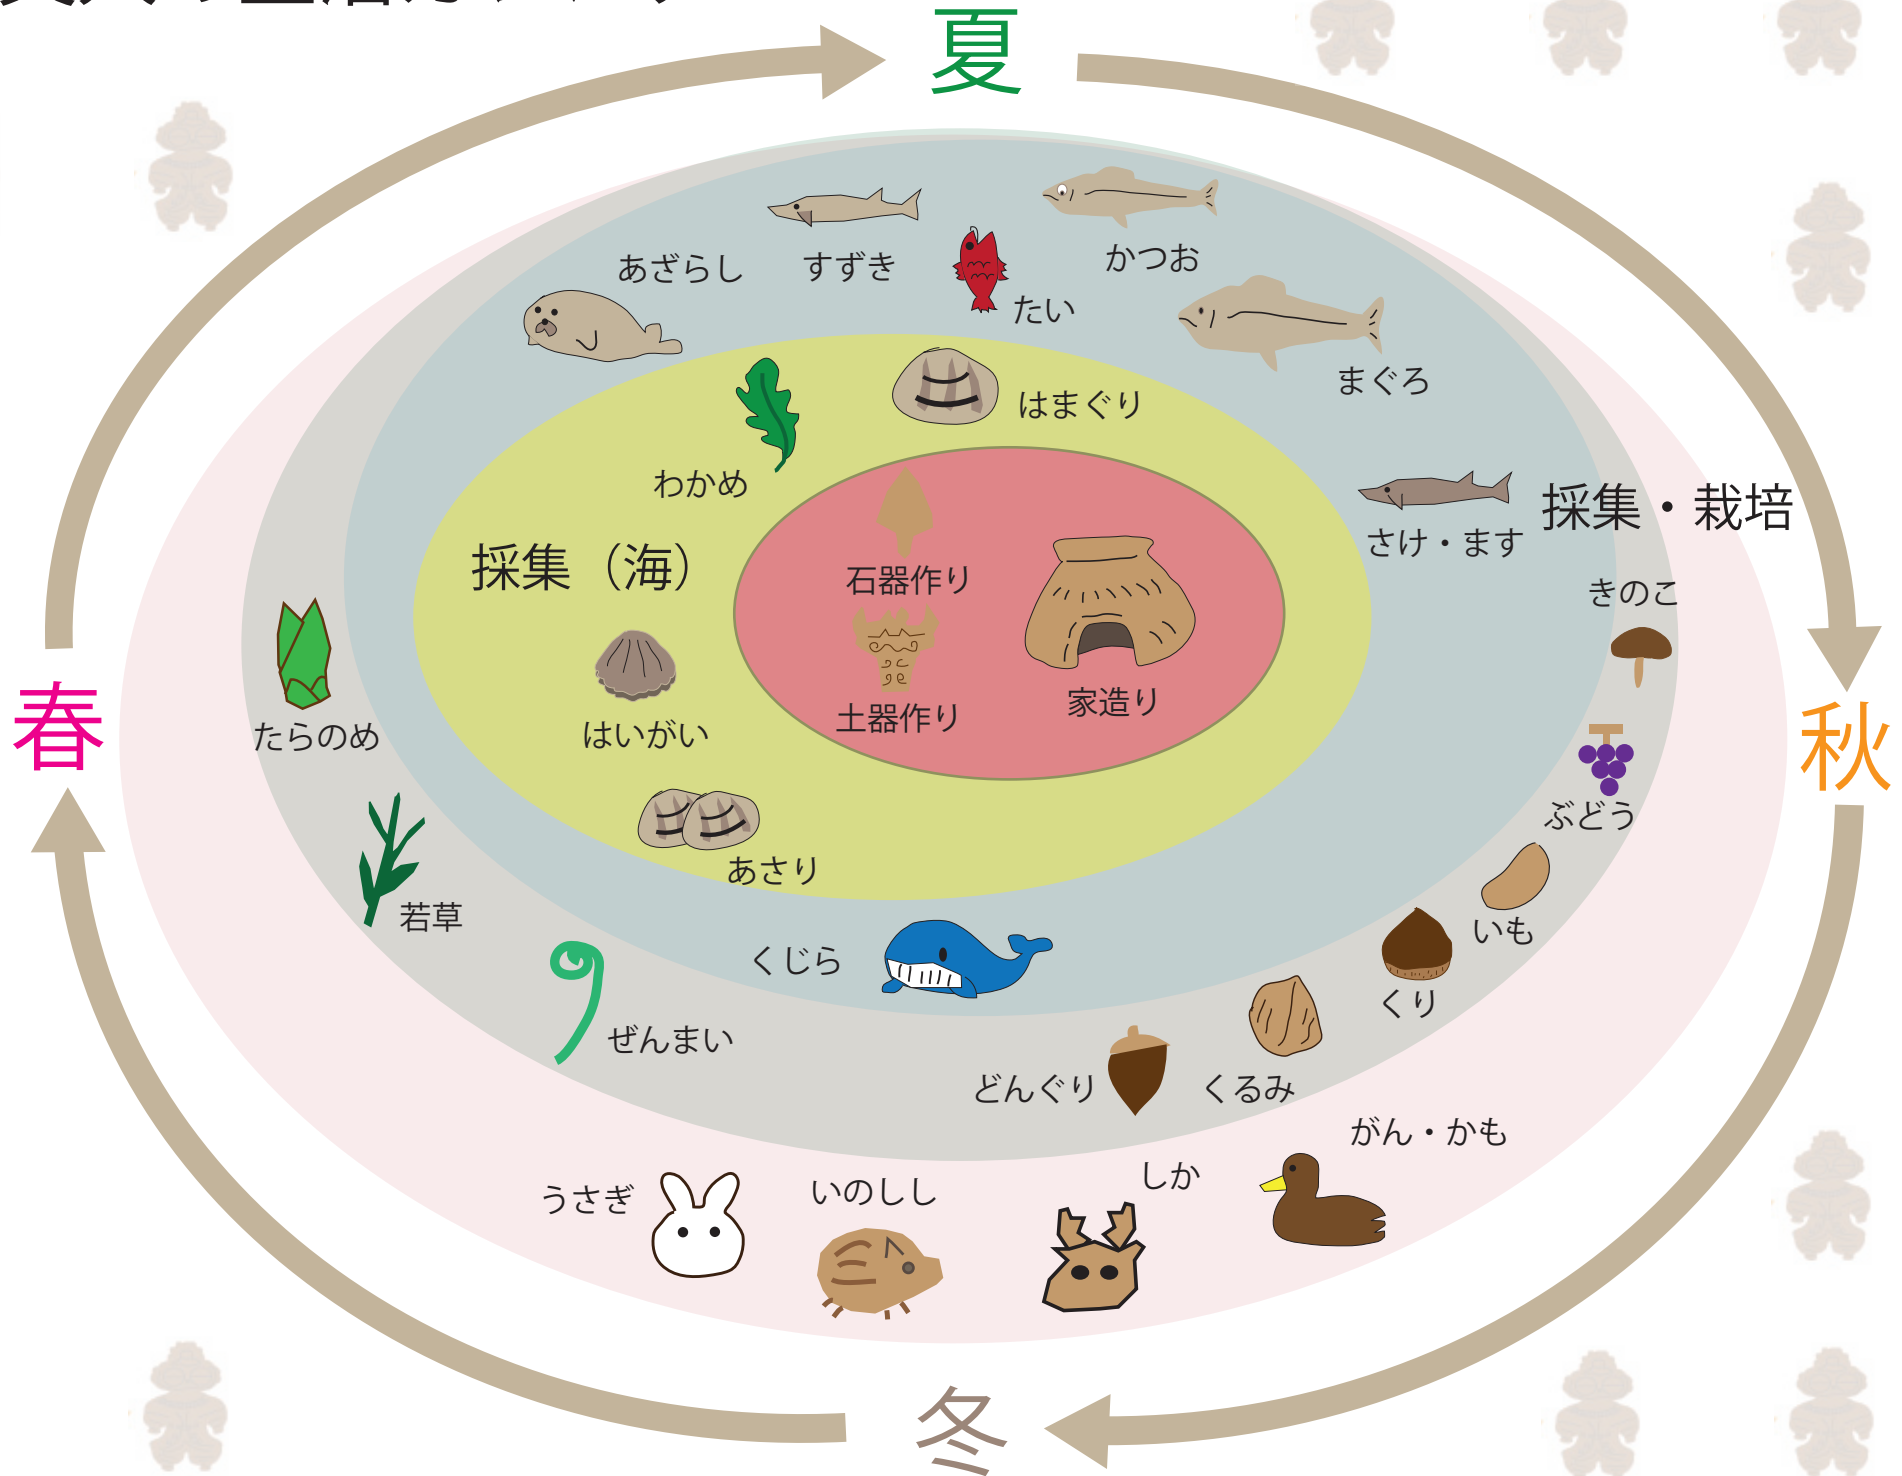 夏
あざらし
すずき
たい
かつお
まぐろ
はまぐり
わかめ
採集（海）
石器作り
土器作り
家造り
さけ・ます
採集・栽培
きのこ
春
秋
たらのめ
はいがい
あさり
ぶどう
いも
くり
若草
くじら
ぜんまい
どんぐり
くるみ
がん・かも
うさぎ
いのしし
しか
冬